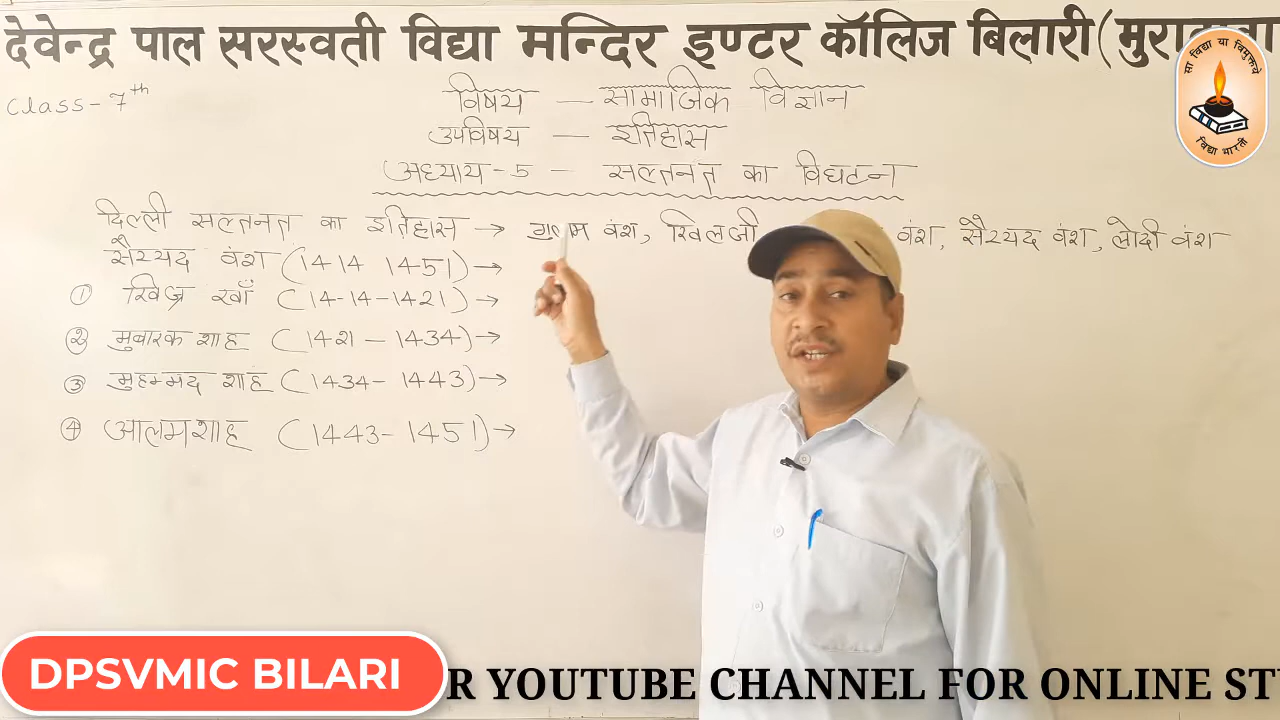 देवेन्द्र पाल सरस्वती विद्या मन्दिर इण्टर कॉलिज बिलारी
सा विद्या या विमुक्तये
विद्या भारती
Class-7th
विषय — सामाजिक विज्ञान
उपविषय — इतिहास
अध्याय-5 — सल्तनत का विघटन
दिल्ली सल्तनत का इतिहास → गुलाम वंश, खिलजी वंश, सैय्यद वंश, लोदी वंश
सैय्यद वंश (1414 1451) →
① खिज्र खाँ (14-14-1421) →
② मुबारक शाह (1421 – 1434) →
③ मुहम्मद शाह (1434- 1443) →
④ आलमशाह (1443- 1451) →
DPSVMIC BILARI
YOUTUBE CHANNEL FOR ONLINE